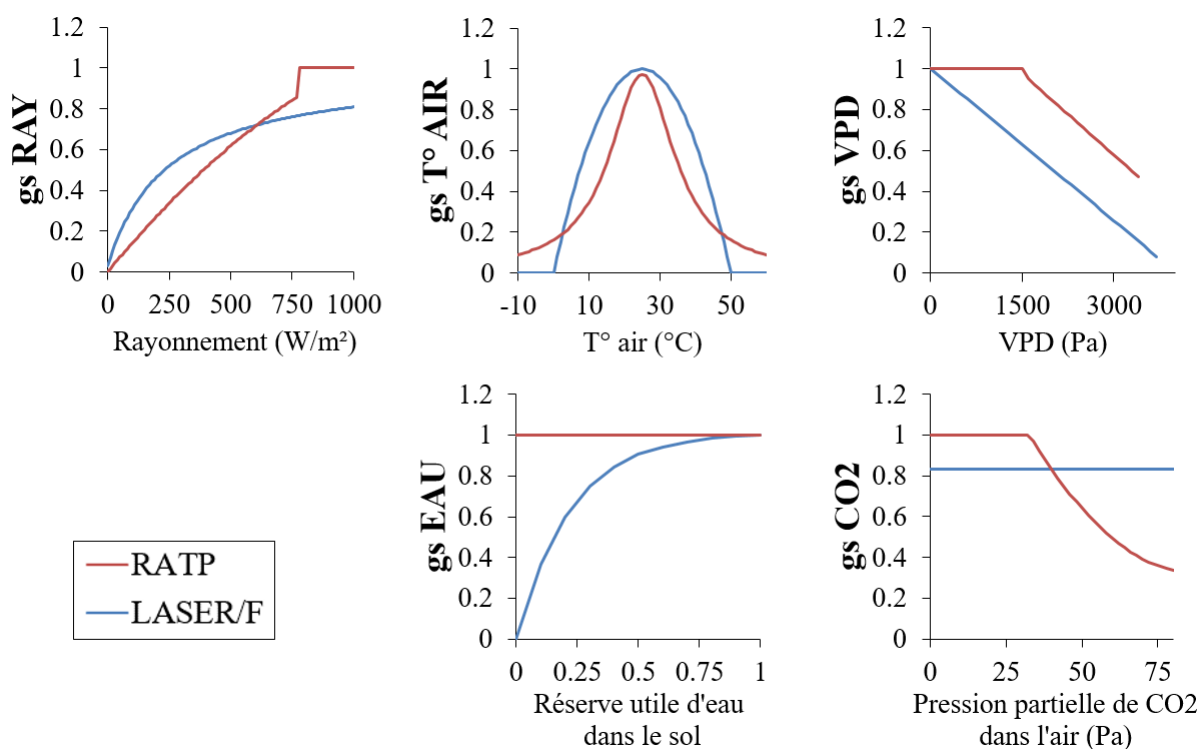 1.2
1
0.8
0.6
0.4
0.2
0
gs RAY
0 250 500 750 1000
Rayonnement (W/m²)
1.2
1
0.8
0.6
0.4
0.2
0
gs T° AIR
-10 10 30 50
T° air (°C)
1.2
1
0.8
0.6
0.4
0.2
0
gs VPD
0 1500 3000
VPD (Pa)
RATP
LASER/F
1.2
1
0.8
0.6
0.4
0.2
0
gs EAU
0 0.25 0.5 0.75 1
Réserve utile d'eau
dans le sol
1.2
1
0.8
0.6
0.4
0.2
0
gs CO2
0 25 50 75
Pression partielle de CO2
dans l'air (Pa)